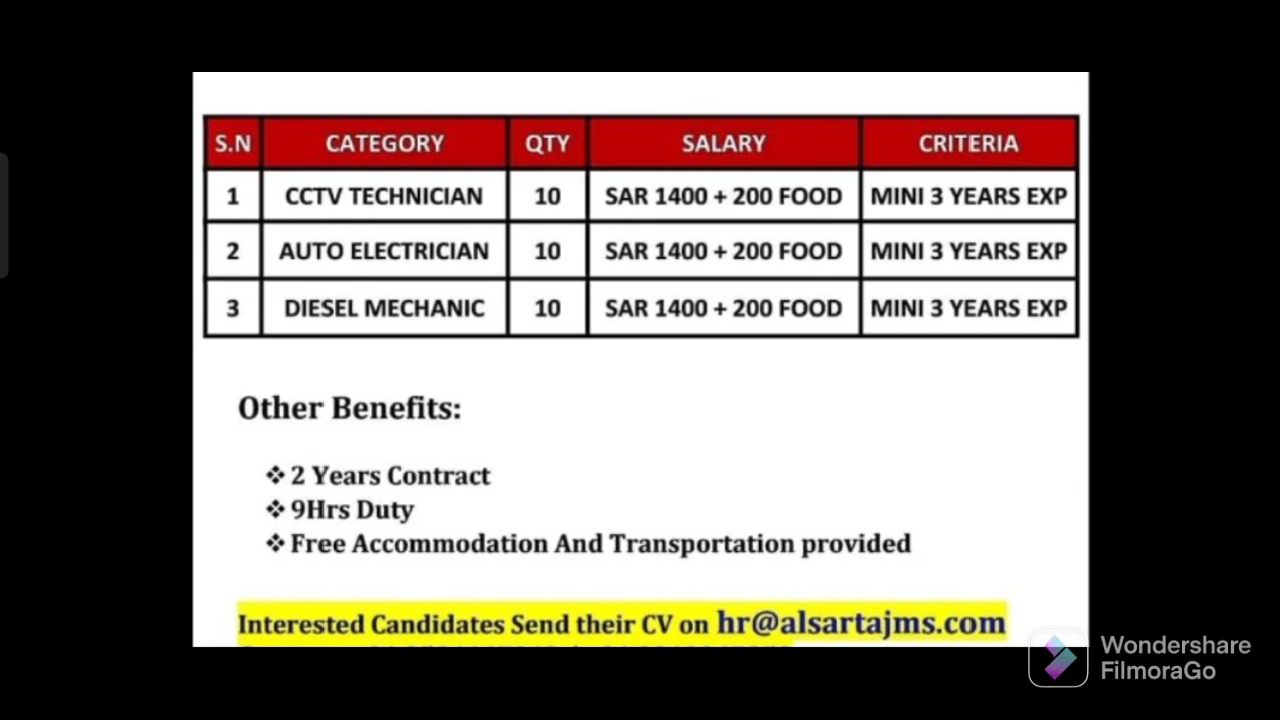 S.N CATEGORY QTY SALARY CRITERIA
1 CCTV TECHNICIAN 10 SAR 1400 + 200 FOOD MINI 3 YEARS EXP
2 AUTO ELECTRICIAN 10 SAR 1400 + 200 FOOD MINI 3 YEARS EXP
3 DIESEL MECHANIC 10 SAR 1400 + 200 FOOD MINI 3 YEARS EXP
Other Benefits:
❖ 2 Years Contract
❖ 9Hrs Duty
❖ Free Accommodation And Transportation provided
Interested Candidates Send their CV on hr@alsartajms.com
Wondershare
FilmoraGo